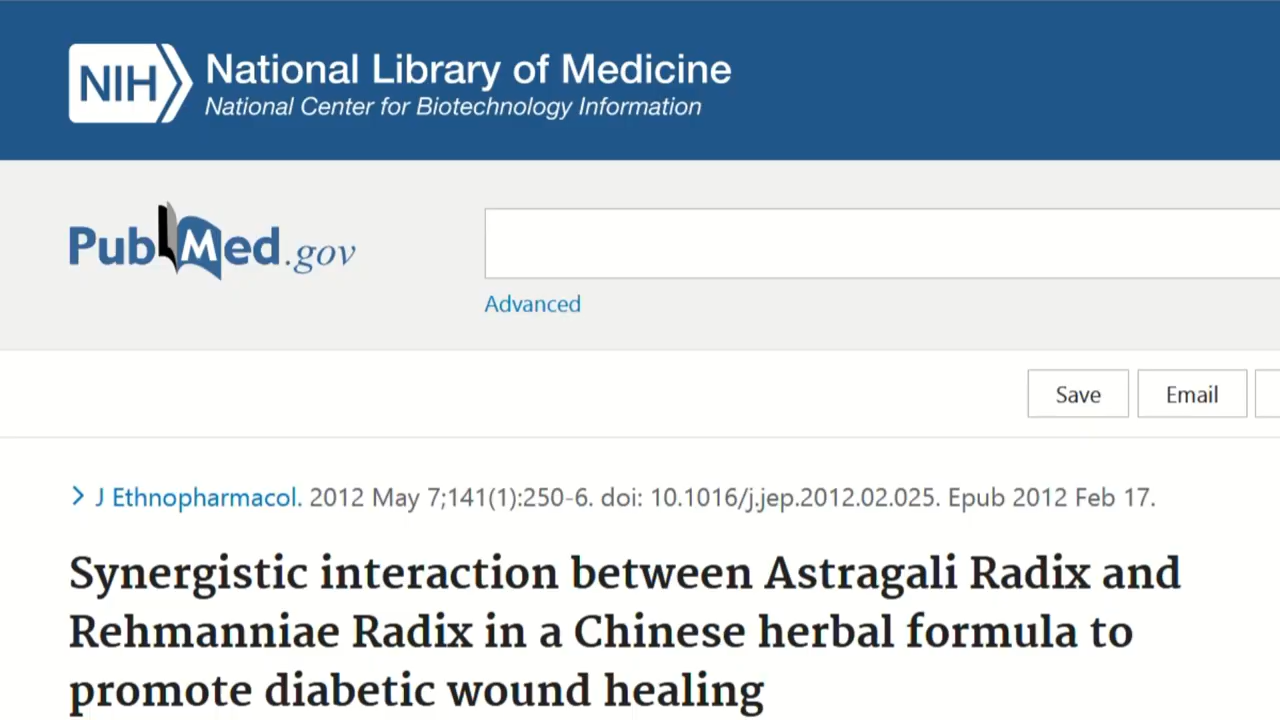 NIH National Library of Medicine
National Center for Biotechnology Information
PubMed.gov
Advanced
Save Email
J Ethnopharmacol. 2012 May 7;141(1):250-6. doi: 10.1016/j.jep.2012.02.025. Epub 2012 Feb 17.
Synergistic interaction between Astragali Radix and
Rehmanniae Radix in a Chinese herbal formula to
promote diabetic wound healing